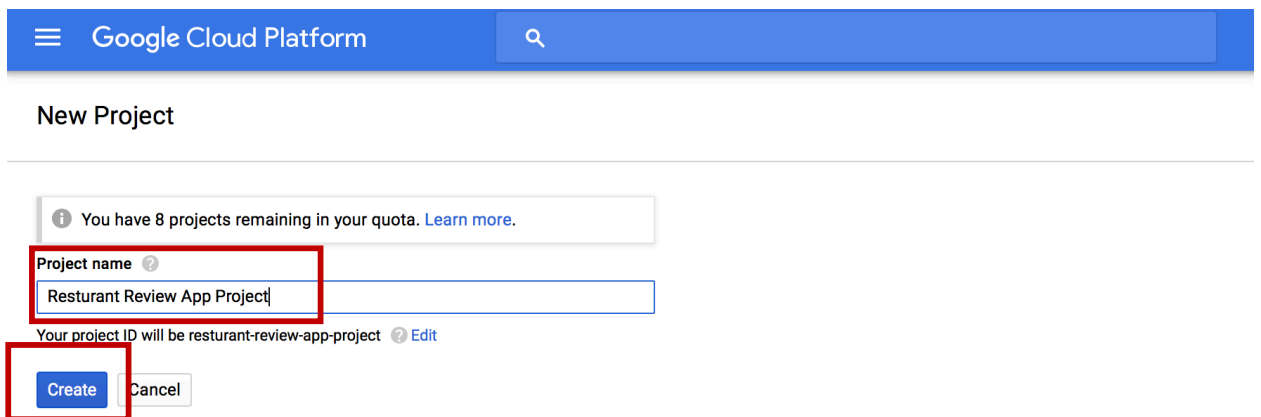 Google Cloud Platform
New Project
You have 8 projects remaining in your quota. Learn more.
Project name
Resturant Review App Project
Your project ID will be resturant-review-app-project Edit
Create Cancel